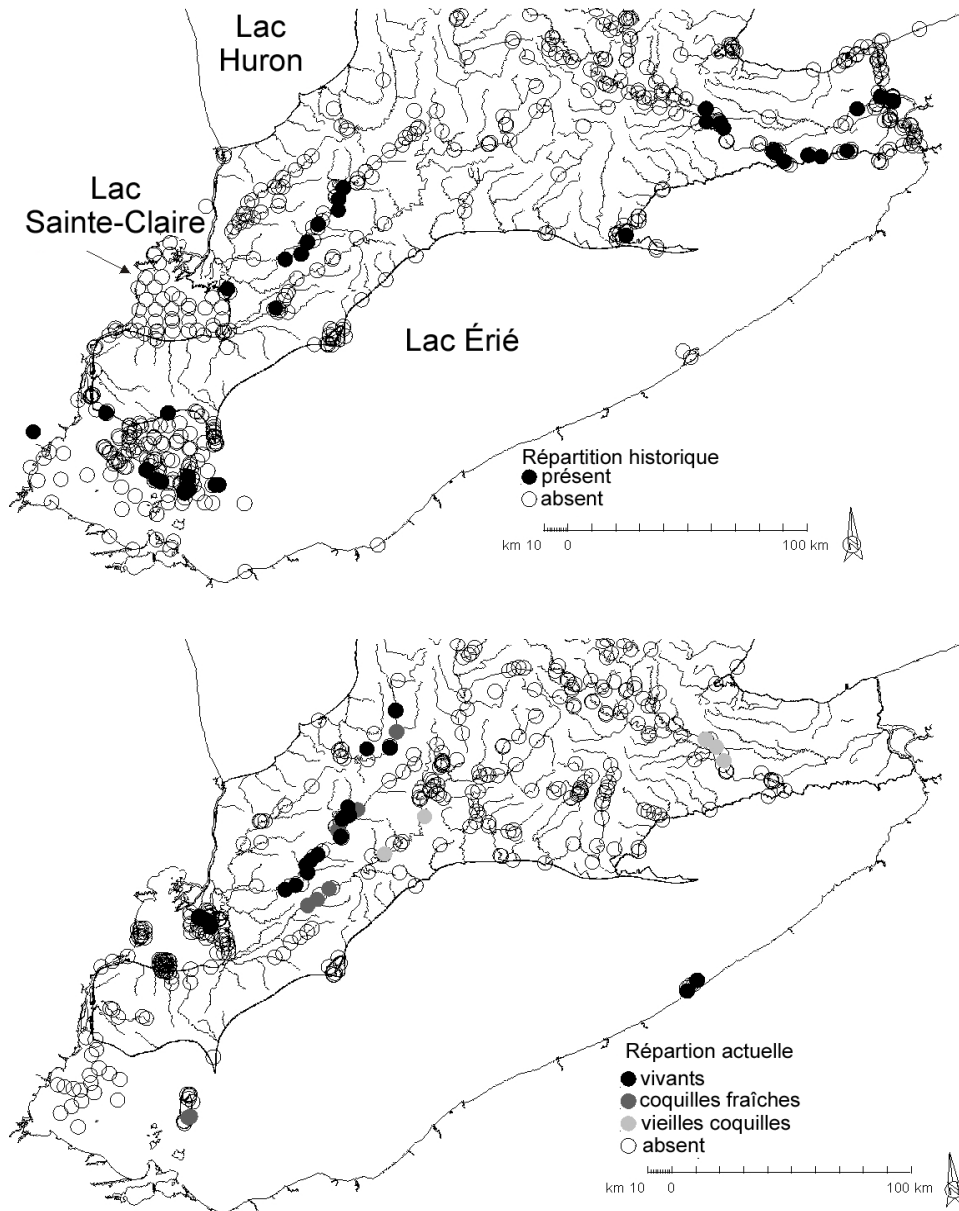 Lac
Huron
Lac
Sainte-Claire
Lac Érié
Répartition historique
présent
absent
km 10 0 100 km
Répartion actuelle
vivants
coquilles fraîches
vieilles coquilles
absent
km 10 0 100 km